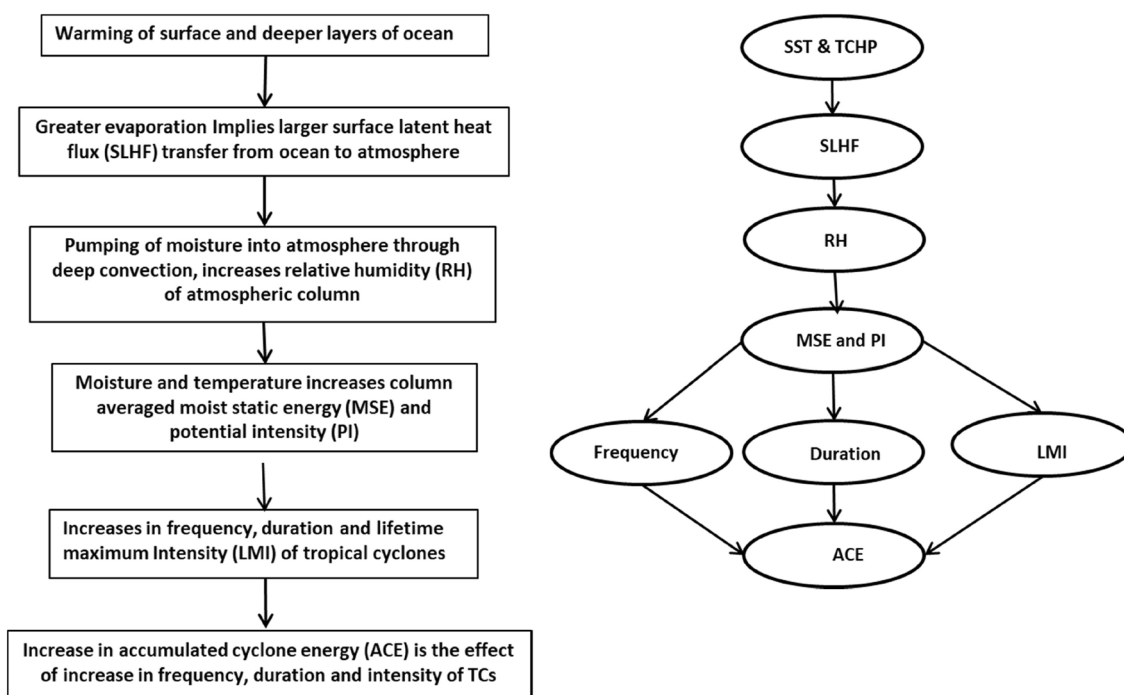 Warming of surface and deeper layers of ocean
Greater evaporation Implies larger surface latent heat
flux (SLHF) transfer from ocean to atmosphere
Pumping of moisture into atmosphere through
deep convection, increases relative humidity (RH)
of atmospheric column
Moisture and temperature increases column
averaged moist static energy (MSE) and
potential intensity (PI)
Increases in frequency, duration and lifetime
maximum Intensity (LMI) of tropical cyclones
Increase in accumulated cyclone energy (ACE) is the effect
of increase in frequency, duration and intensity of TCs
SST & TCHP
SLHF
RH
MSE and PI
Frequency
Duration
LMI
ACE